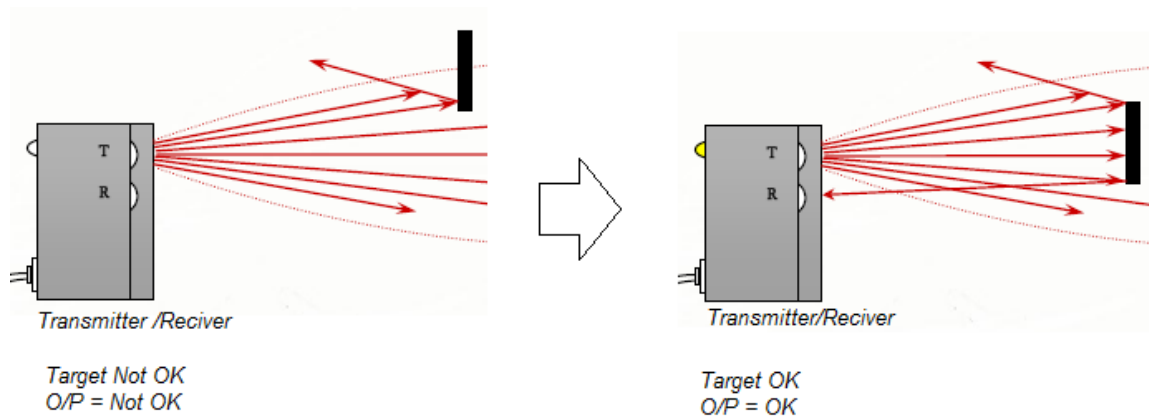 T
R
Transmitter /Reciver
Target Not OK
O/P = Not OK
T
R
Transmitter/Reciver
Target OK
O/P = OK